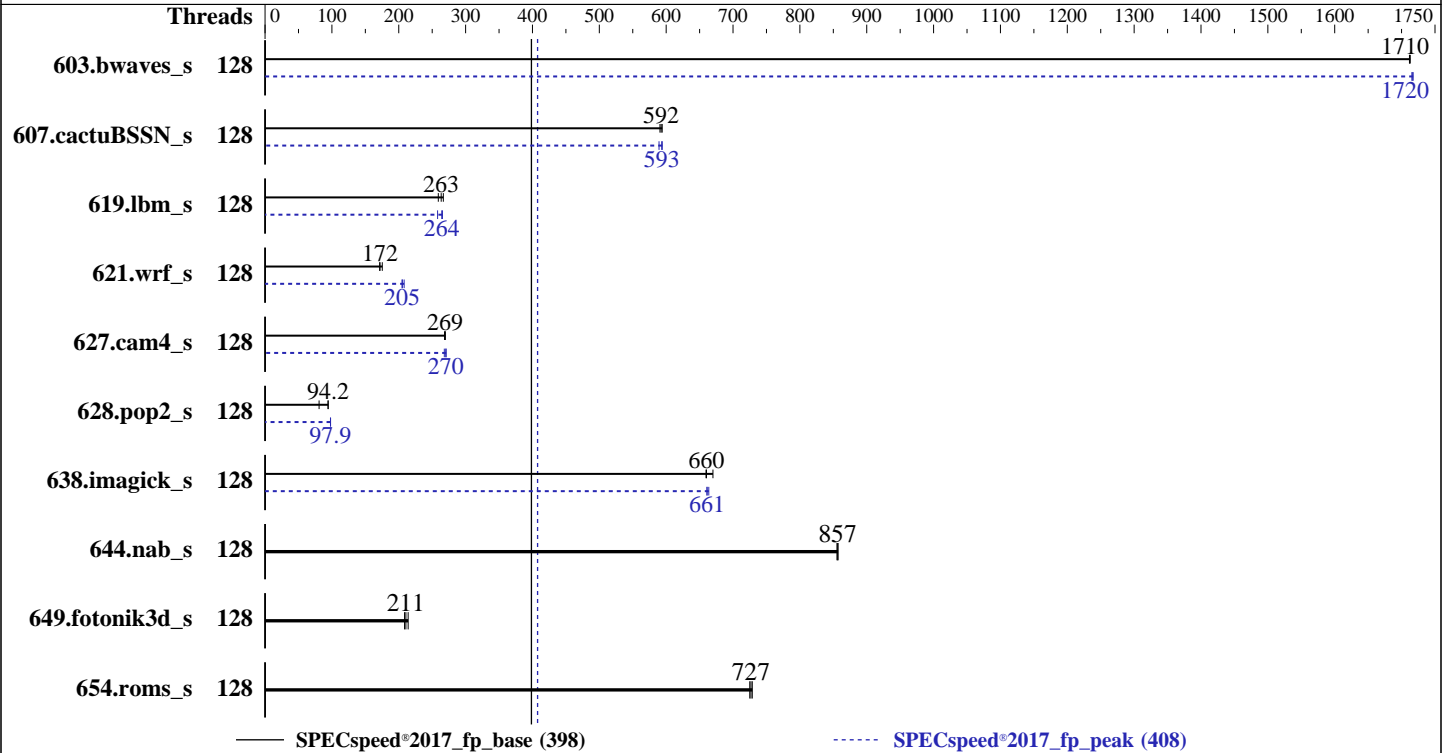 Threads 0 100 200 300 400 500 600 700 800 900 1000 1100 1200 1300 1400 1500 1600 1750
603.bwaves_s 128 1710
1720
607.cactuBSSN_s 128 592
593
619.lbm_s 128 263
264
621.wrf_s 128 172
205
627.cam4_s 128 269
270
628.pop2_s 128 94.2
97.9
638.imagick_s 128 660
661
644.nab_s 128 857
649.fotonik3d_s 128 211
654.roms_s 128 727
SPECspeed®2017_fp_base (398) SPECspeed®2017_fp_peak (408)